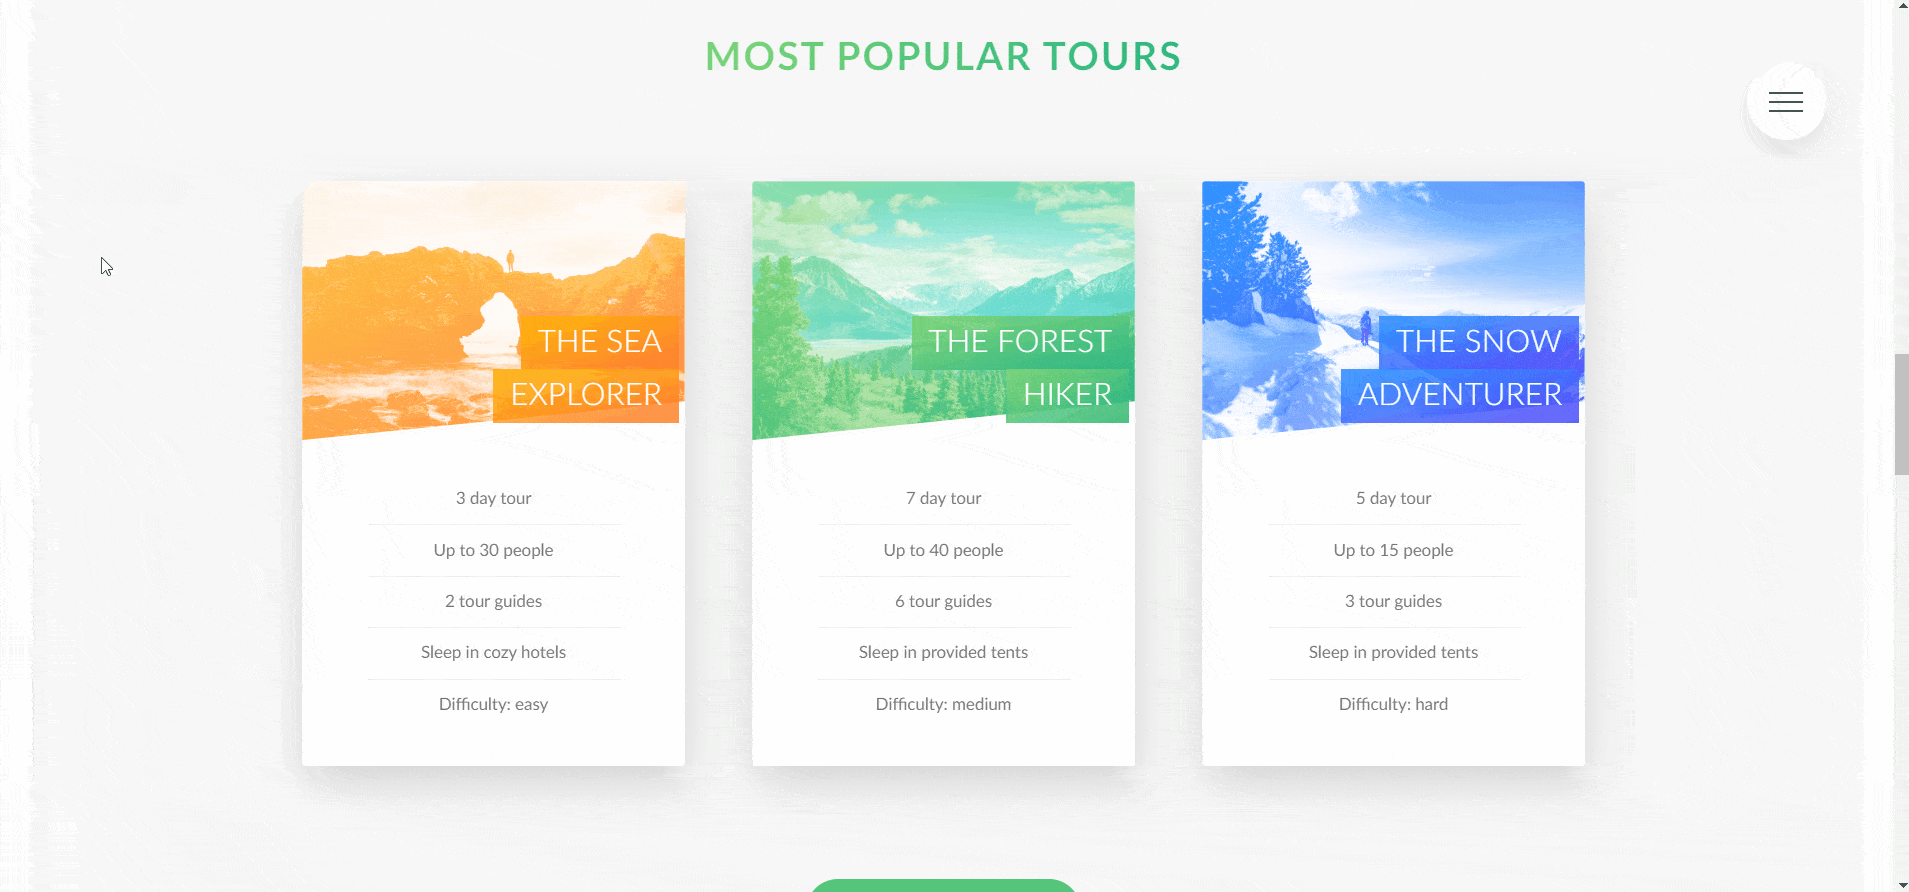 MOST POPULAR TOURS
THE SEA
EXPLORER
3 day tour
Up to 30 people
2 tour guides
Sleep in cozy hotels
Difficulty: easy
THE FOREST
HIKER
7 day tour
Up to 40 people
6 tour guides
Sleep in provided tents
Difficulty: medium
THE SNOW
ADVENTURER
5 day tour
Up to 15 people
3 tour guides
Sleep in provided tents
Difficulty: hard